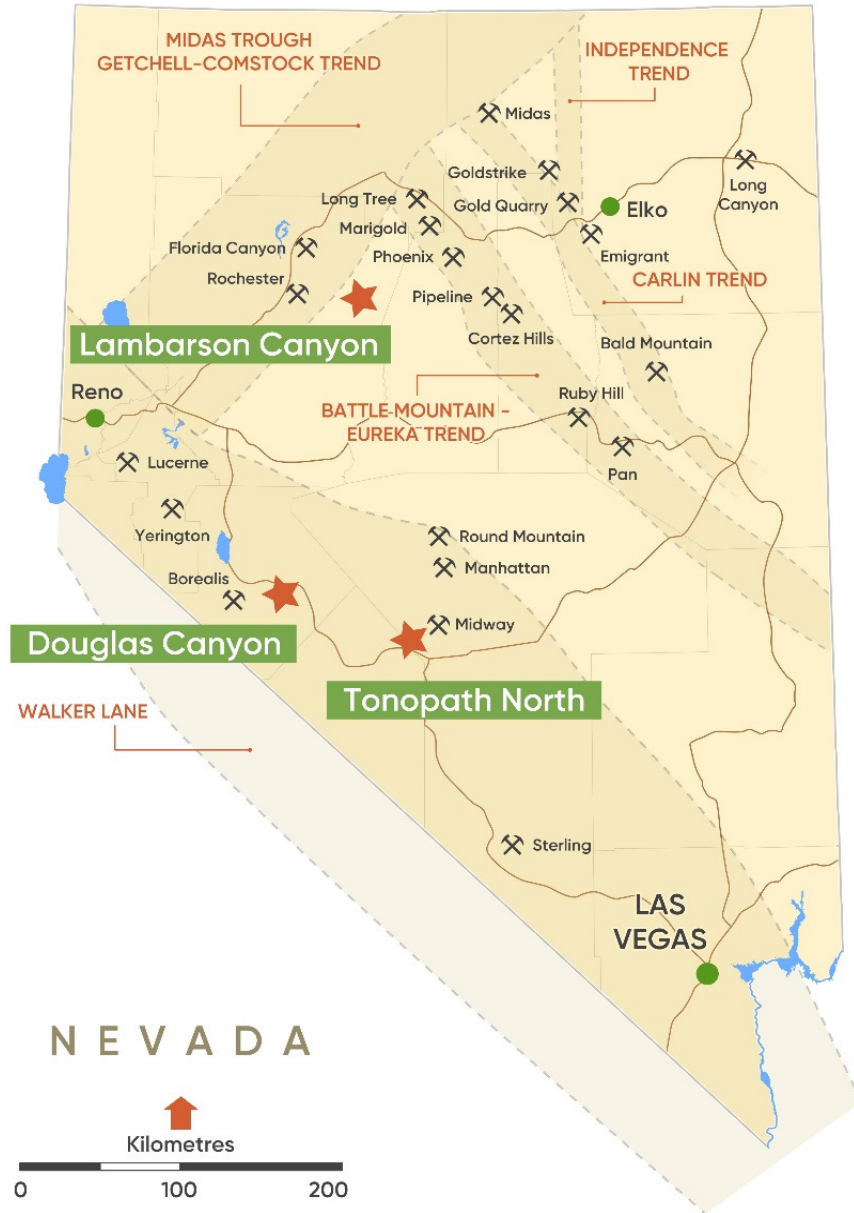 MIDAS TROUGH
GETCHELL-COMSTOCK TREND
INDEPENDENCE
TREND
Midas
Goldstrike
Long
Canyon
Long Tree
Gold Quarry
Elko
Marigold
Florida Canyon
Phoenix
Emigrant
Rochester
Pipeline
CARLIN TREND
Cortez Hills
Lambarson Canyon
Bald Mountain
Reno
Ruby Hill
BATTLE MOUNTAIN -
EUREKA TREND
Lucerne
Pan
Yerington
Round Mountain
Manhattan
Borealis
Midway
Douglas Canyon
Tonopath North
WALKER LANE
Sterling
LAS
VEGAS
NEVADA
Kilometres
0 100 200